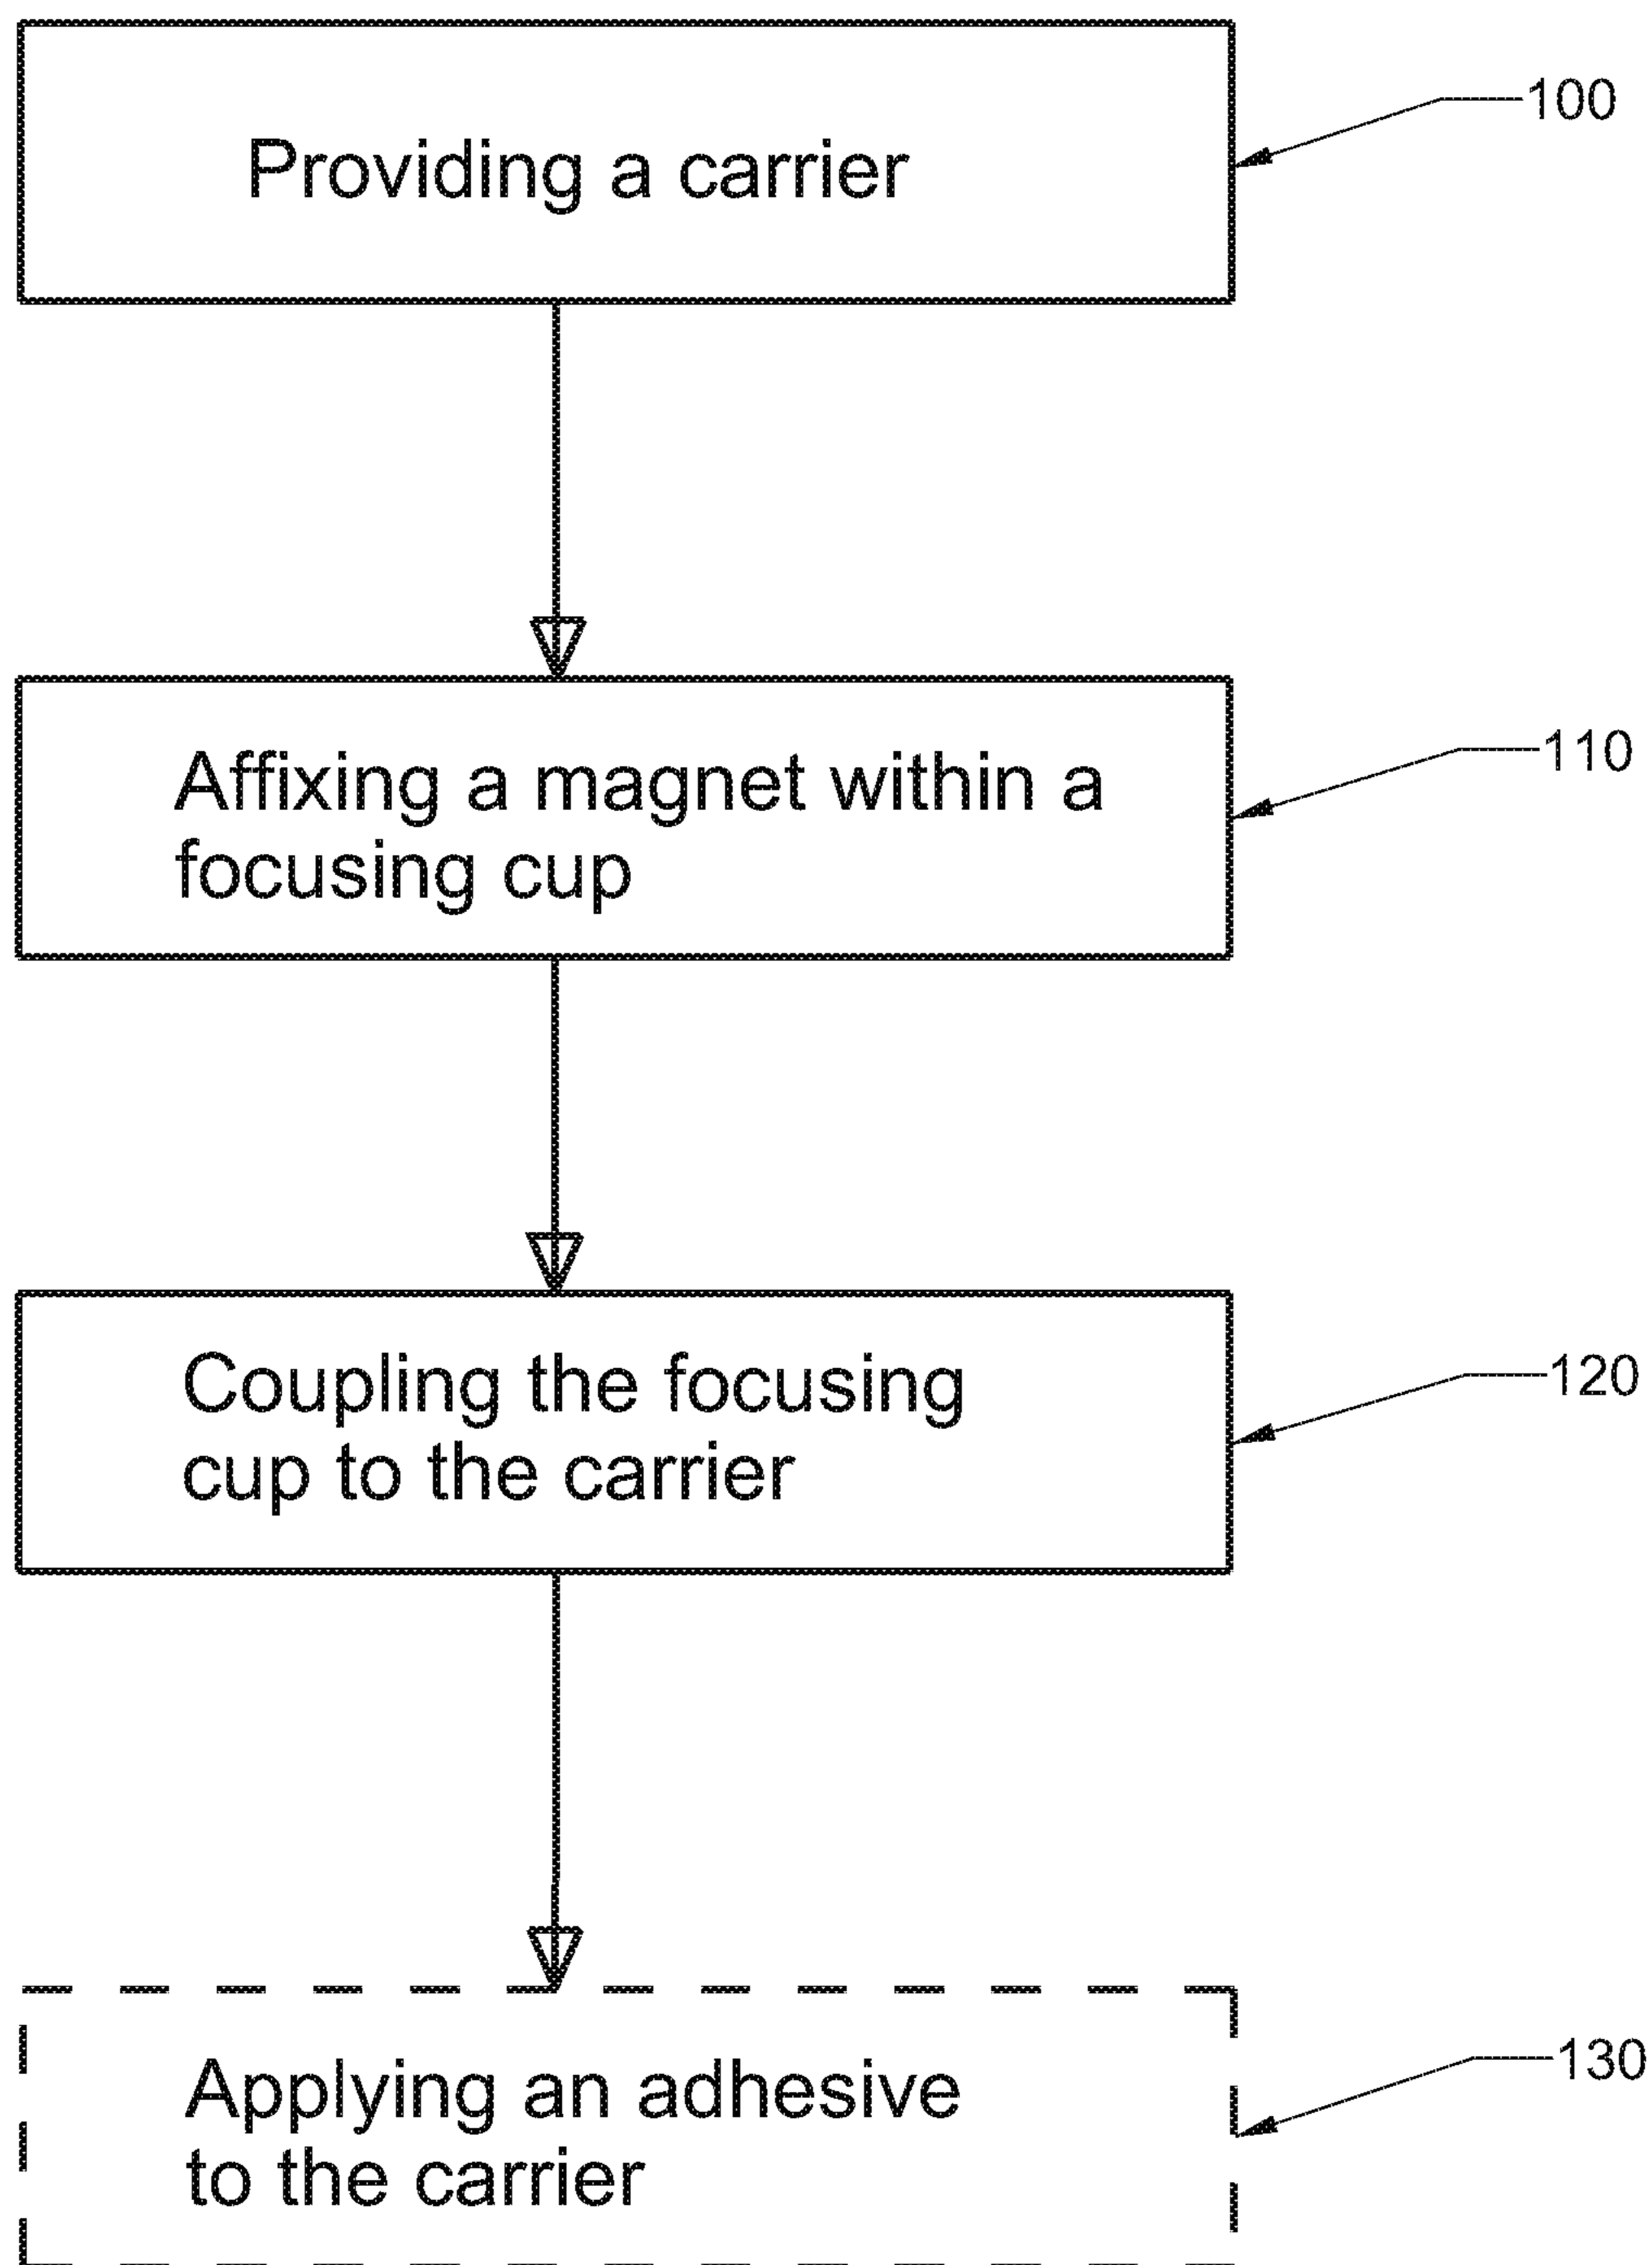 Providing a carrier
100
Affixing a magnet within a
focusing cup
110
Coupling the focusing
cup to the carrier
120
Applying an adhesive
to the carrier
130